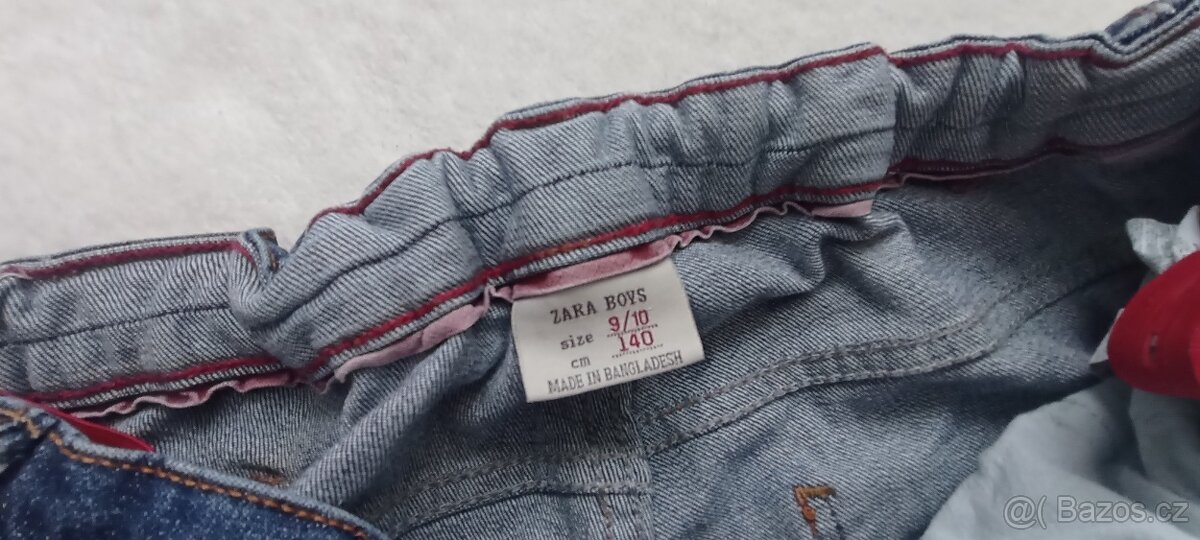 ZARA BOYS
size 9/10
cm 140
MADE IN BANGLADESH
@( Bazos.cz